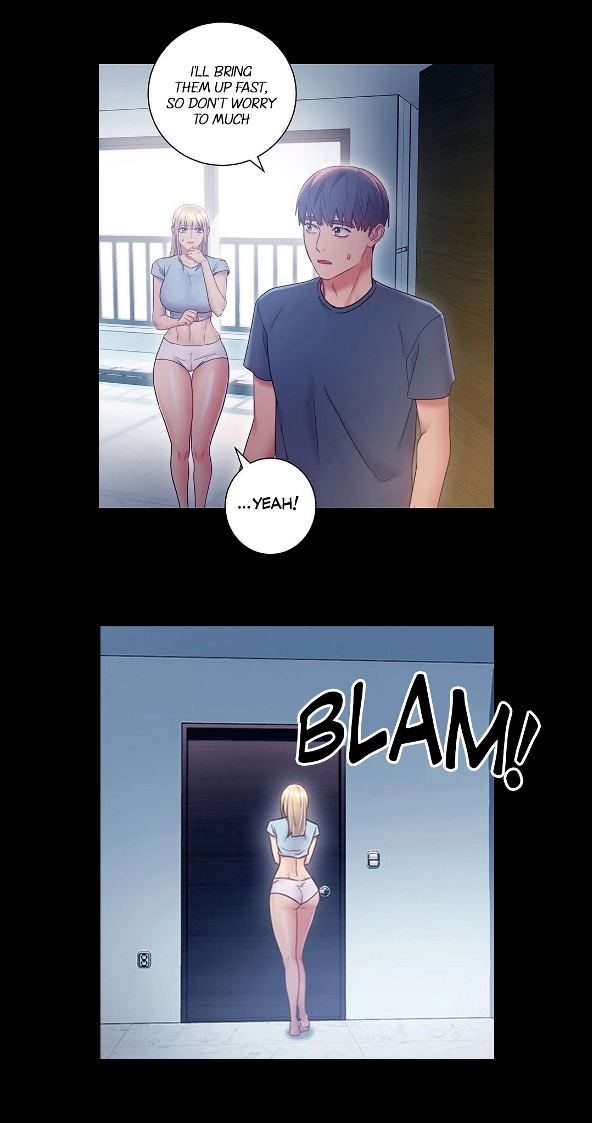 I'LL BRING
THEM UP FAST,
SO DON'T WORRY
TO MUCH
...YEAH!
BLAM!